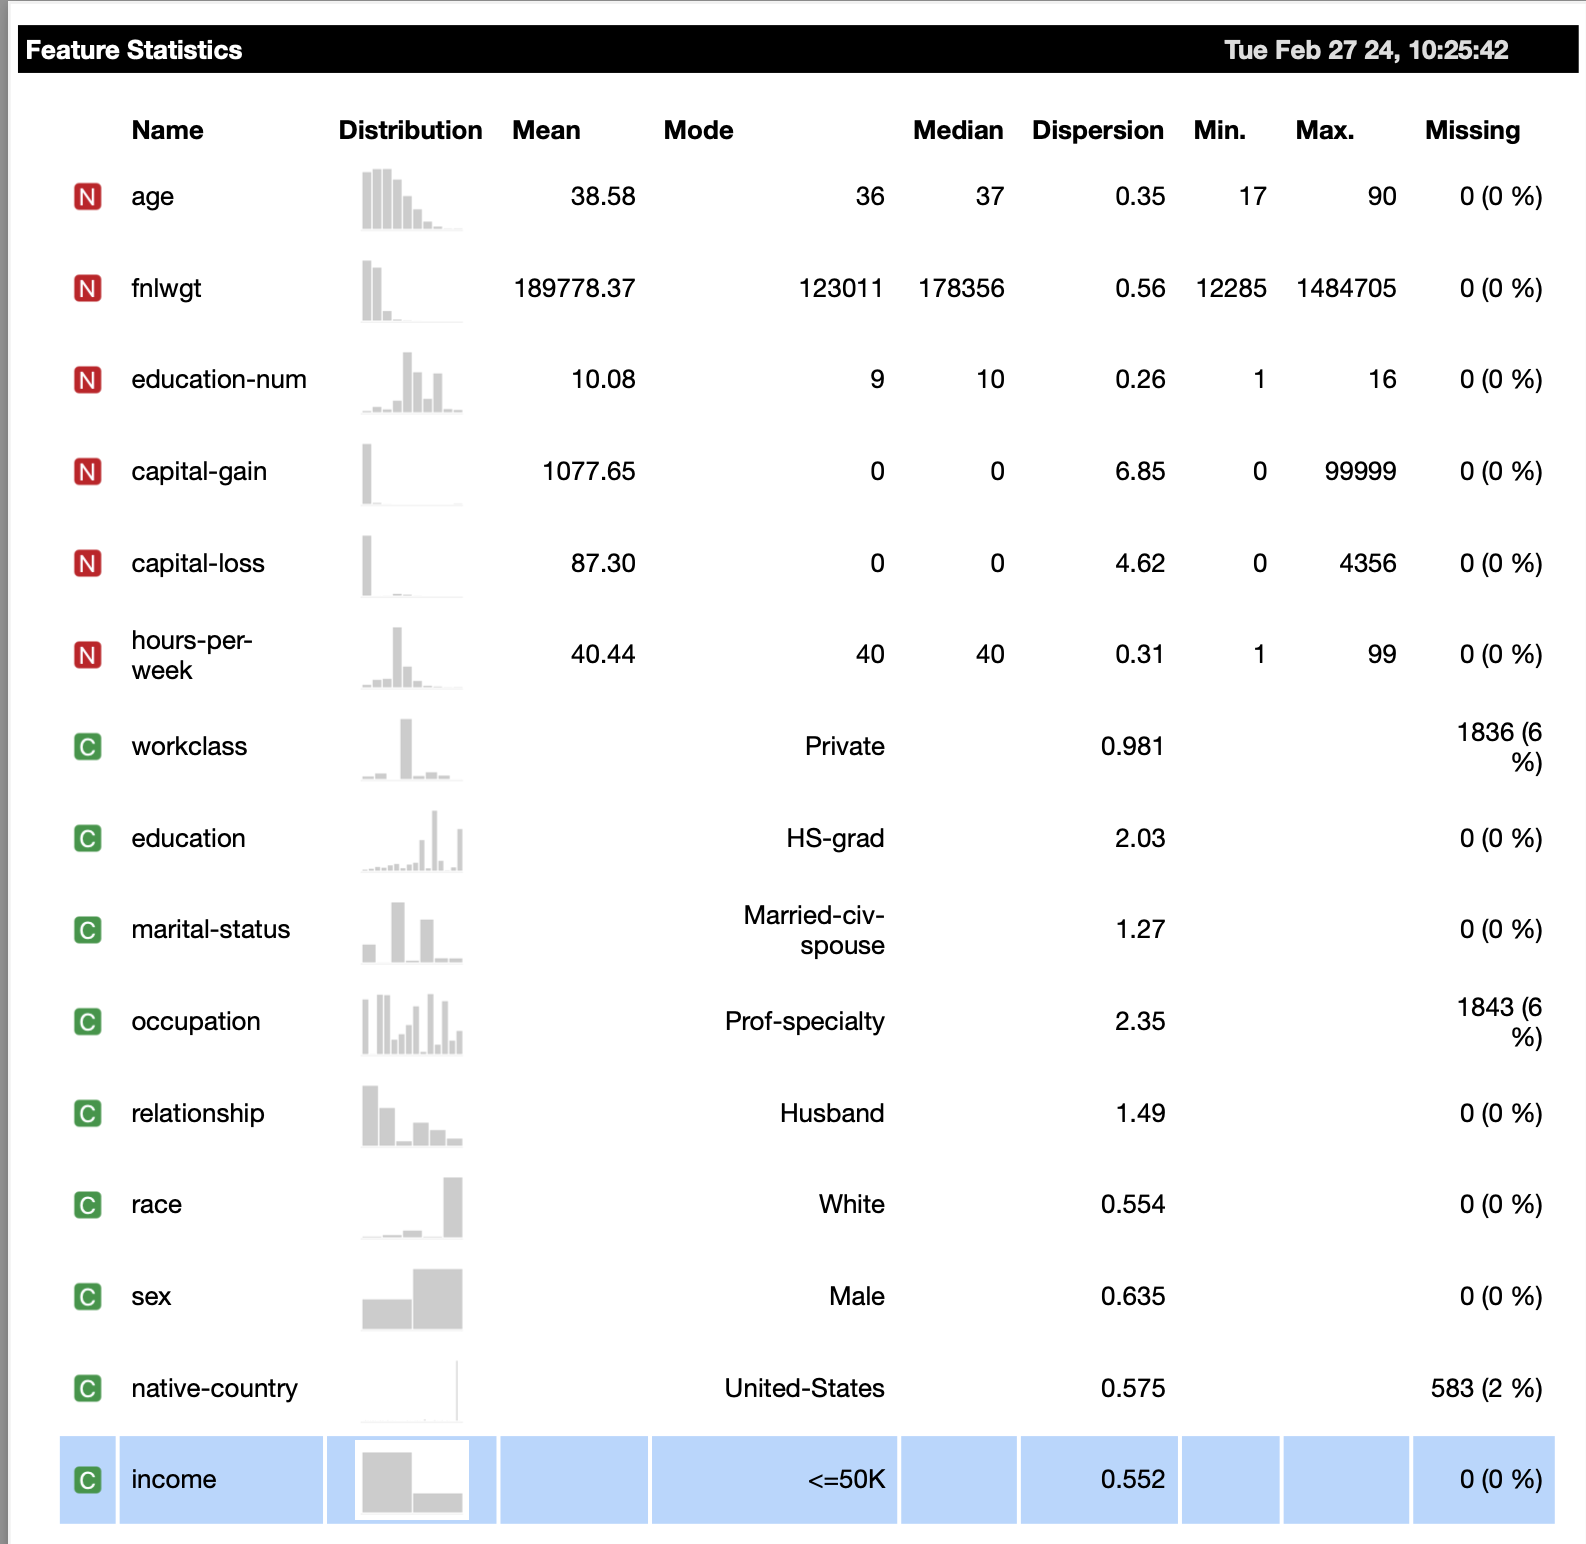 Feature Statistics Tue Feb 27 24, 10:25:42
Name Distribution Mean Mode Median Dispersion Min. Max. Missing
N age 38.58 36 37 0.35 17 90 0 (0 %)
N fnlwgt 189778.37 123011 178356 0.56 12285 1484705 0 (0 %)
N education-num 10.08 9 10 0.26 1 16 0 (0 %)
N capital-gain 1077.65 0 0 6.85 0 99999 0 (0 %)
N capital-loss 87.30 0 0 4.62 0 4356 0 (0 %)
N hours-per-
week 40.44 40 40 0.31 1 99 0 (0 %)
C workclass Private 0.981 1836 (6
%)
C education HS-grad 2.03 0 (0 %)
C marital-status Married-civ-
spouse 1.27 0 (0 %)
C occupation Prof-specialty 2.35 1843 (6
%)
C relationship Husband 1.49 0 (0 %)
C race White 0.554 0 (0 %)
C sex Male 0.635 0 (0 %)
C native-country United-States 0.575 583 (2 %)
C income <=50K 0.552 0 (0 %)